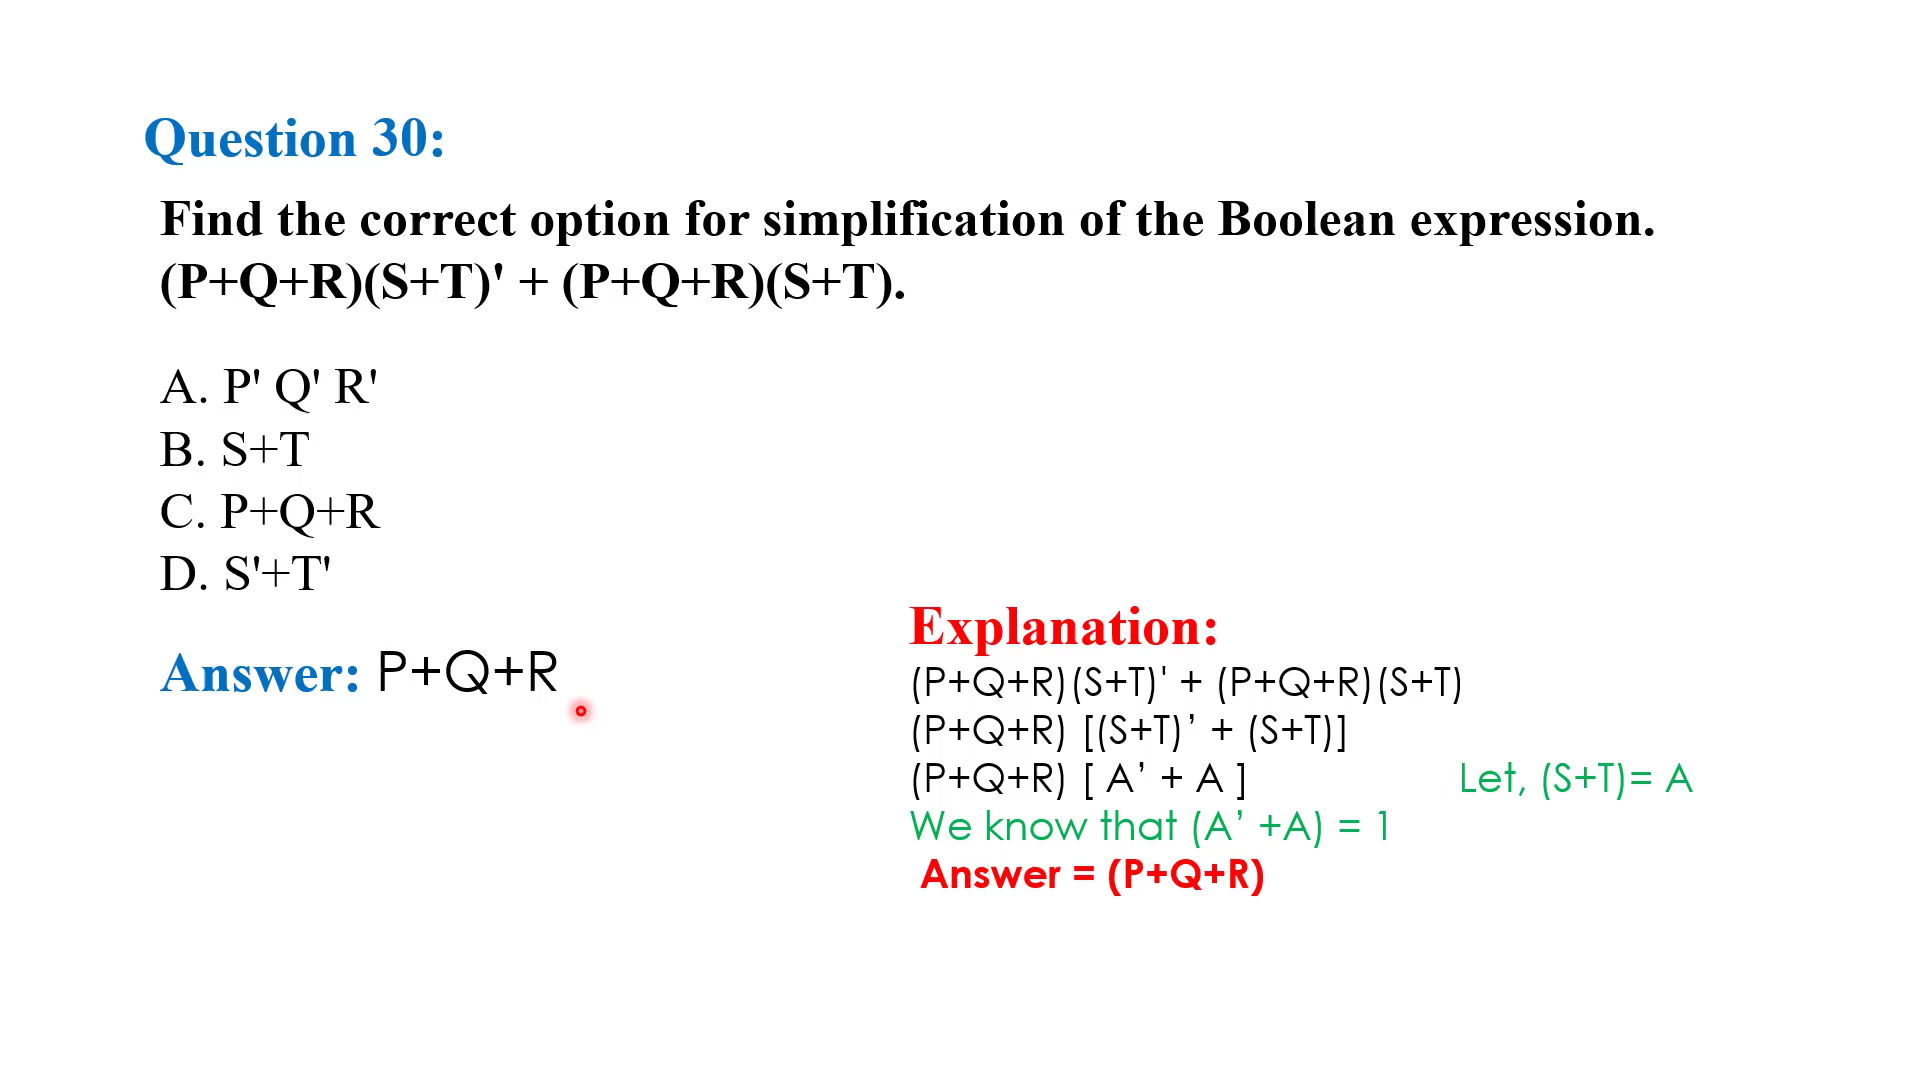 Question 30:
Find the correct option for simplification of the Boolean expression.
(P+Q+R)(S+T)' + (P+Q+R)(S+T).
A. P' Q' R'
B. S+T
C. P+Q+R
D. S'+T'
Answer: P+Q+R
Explanation:
(P+Q+R)(S+T)' + (P+Q+R)(S+T)
(P+Q+R) [(S+T)’ + (S+T)]
(P+Q+R) [ A’ + A ] Let, (S+T)= A
We know that (A’ +A) = 1
Answer = (P+Q+R)